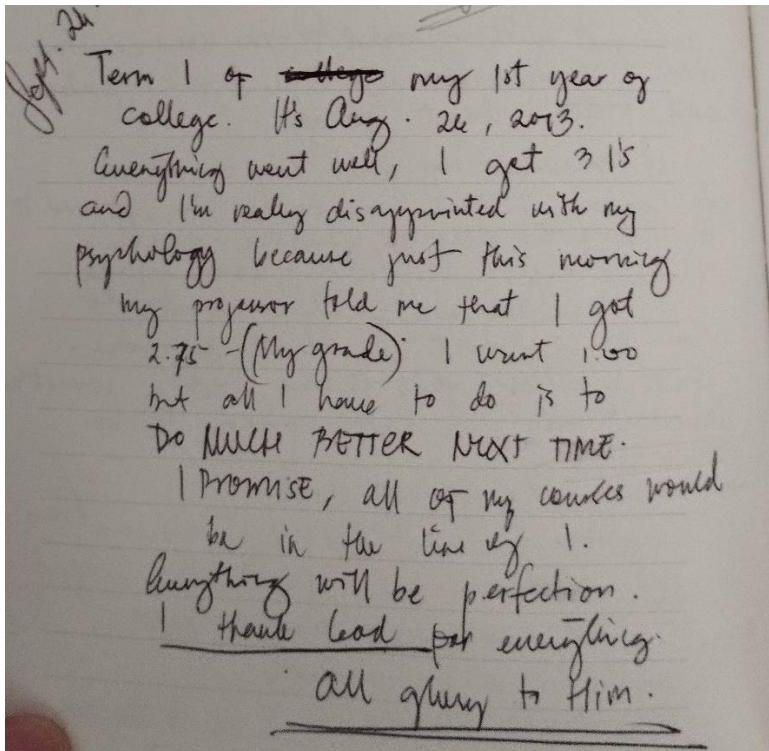 Sept. 24.
Term 1 of college my 1st year of
college. It's Aug. 24, 2013.
Everything went well, I get 3 1's
and I'm really disappointed with my
psychology because just this morning
my professor told me that I got
2.75 - (My grade). I want 1.00
but all I have to do is to
DO MUCH BETTER NEXT TIME.
I PROMISE, all of my courses would
be in the line of 1.
Everything will be perfection.
I thank for everything.
All glory to Him.